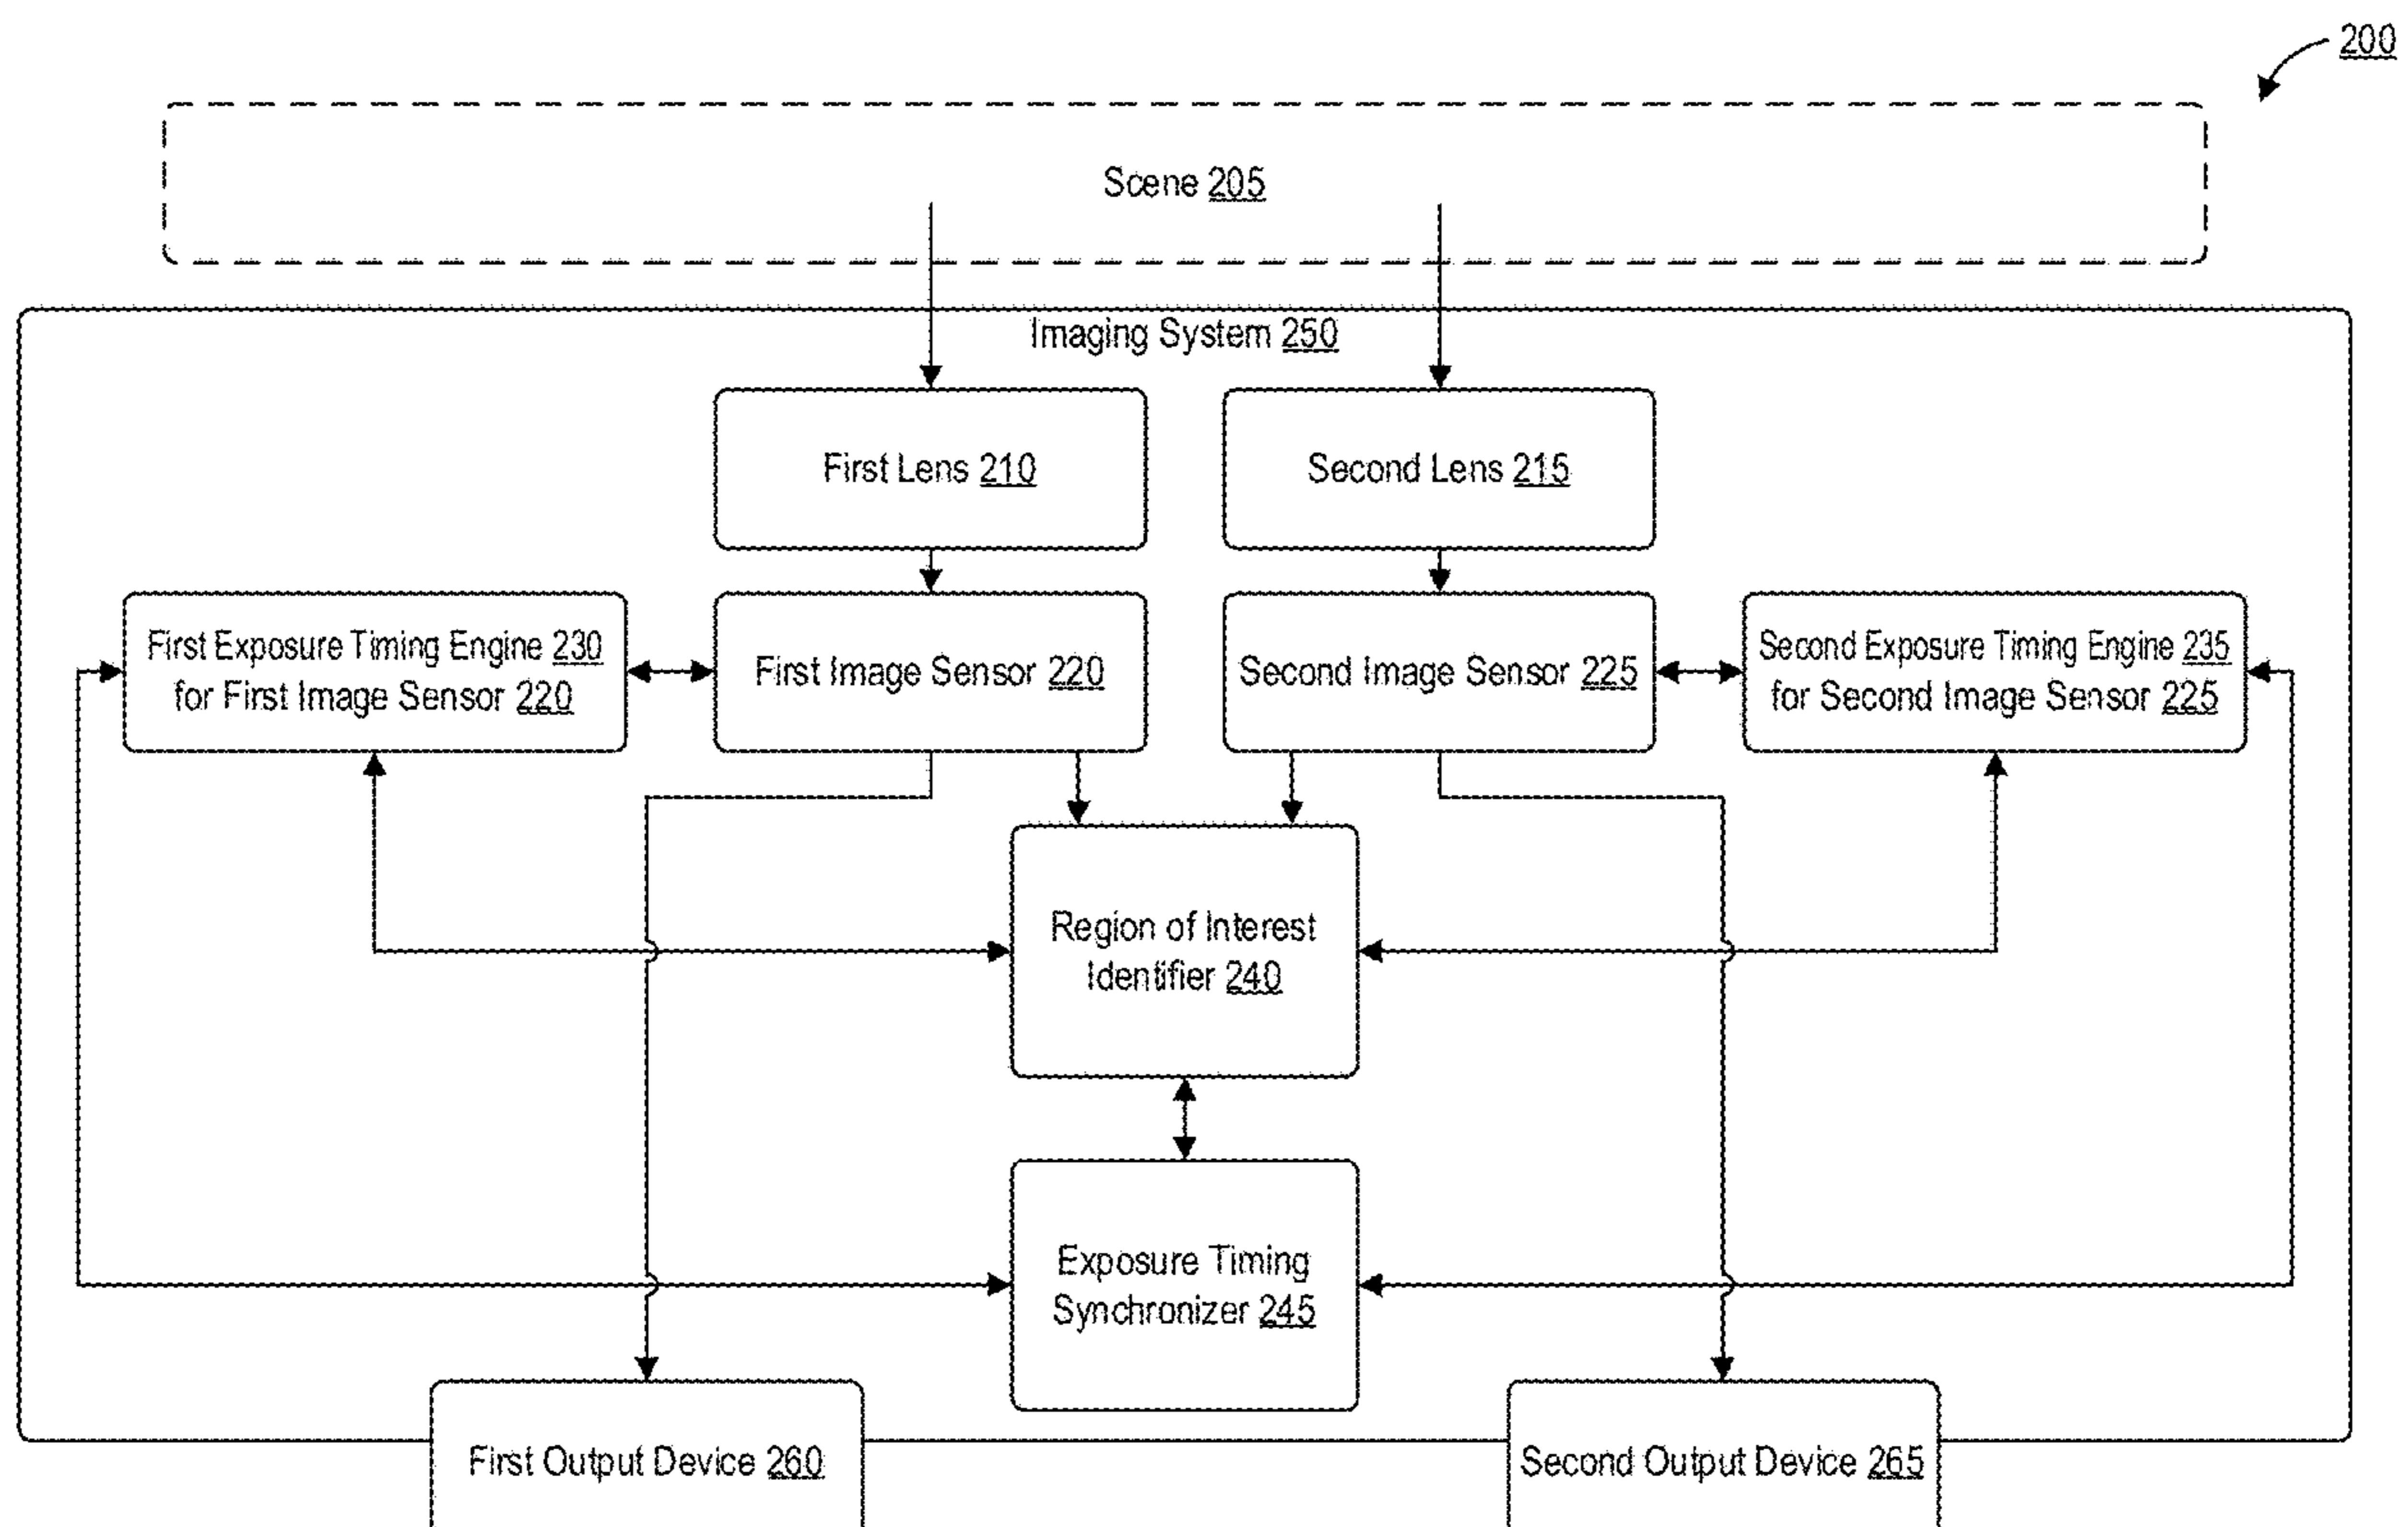 200
Scene 205
Imaging System 250
First Lens 210
Second Lens 215
First Exposure Timing Engine 230
for First Image Sensor 220
First Image Sensor 220
Second Image Sensor 225
Second Exposure Timing Engine 235
for Second Image Sensor 225
Region of Interest
Identifier 240
Exposure Timing
Synchronizer 245
First Output Device 260
Second Output Device 265